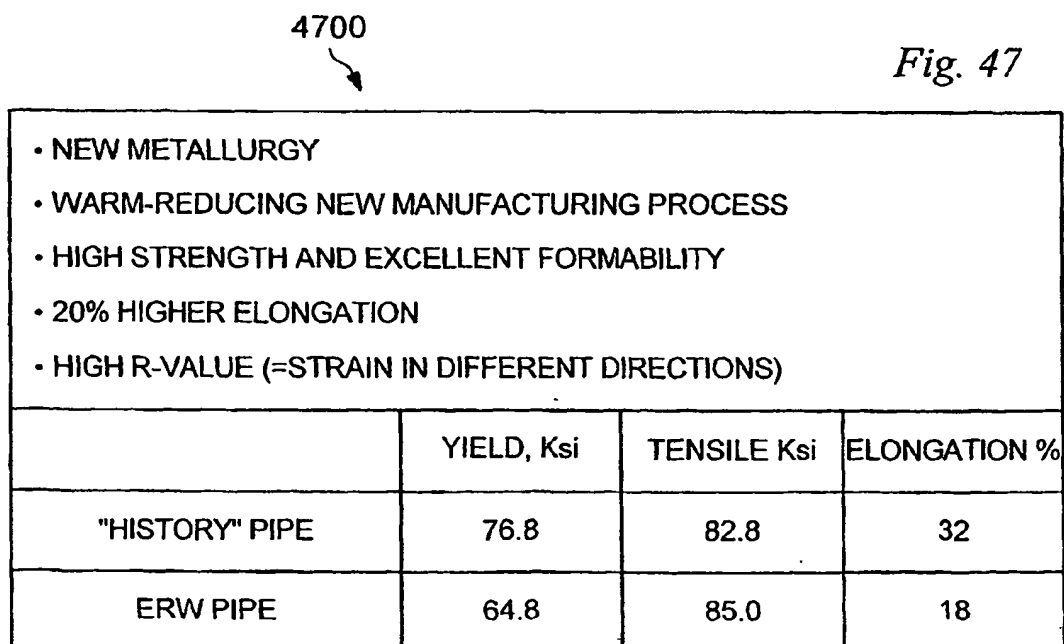 4700
Fig. 47
• NEW METALLURGY
• WARM-REDUCING NEW MANUFACTURING PROCESS
• HIGH STRENGTH AND EXCELLENT FORMABILITY
• 20% HIGHER ELONGATION
• HIGH R-VALUE (=STRAIN IN DIFFERENT DIRECTIONS)
YIELD, Ksi TENSILE Ksi ELONGATION %
"HISTORY" PIPE 76.8 82.8 32
ERW PIPE 64.8 85.0 18